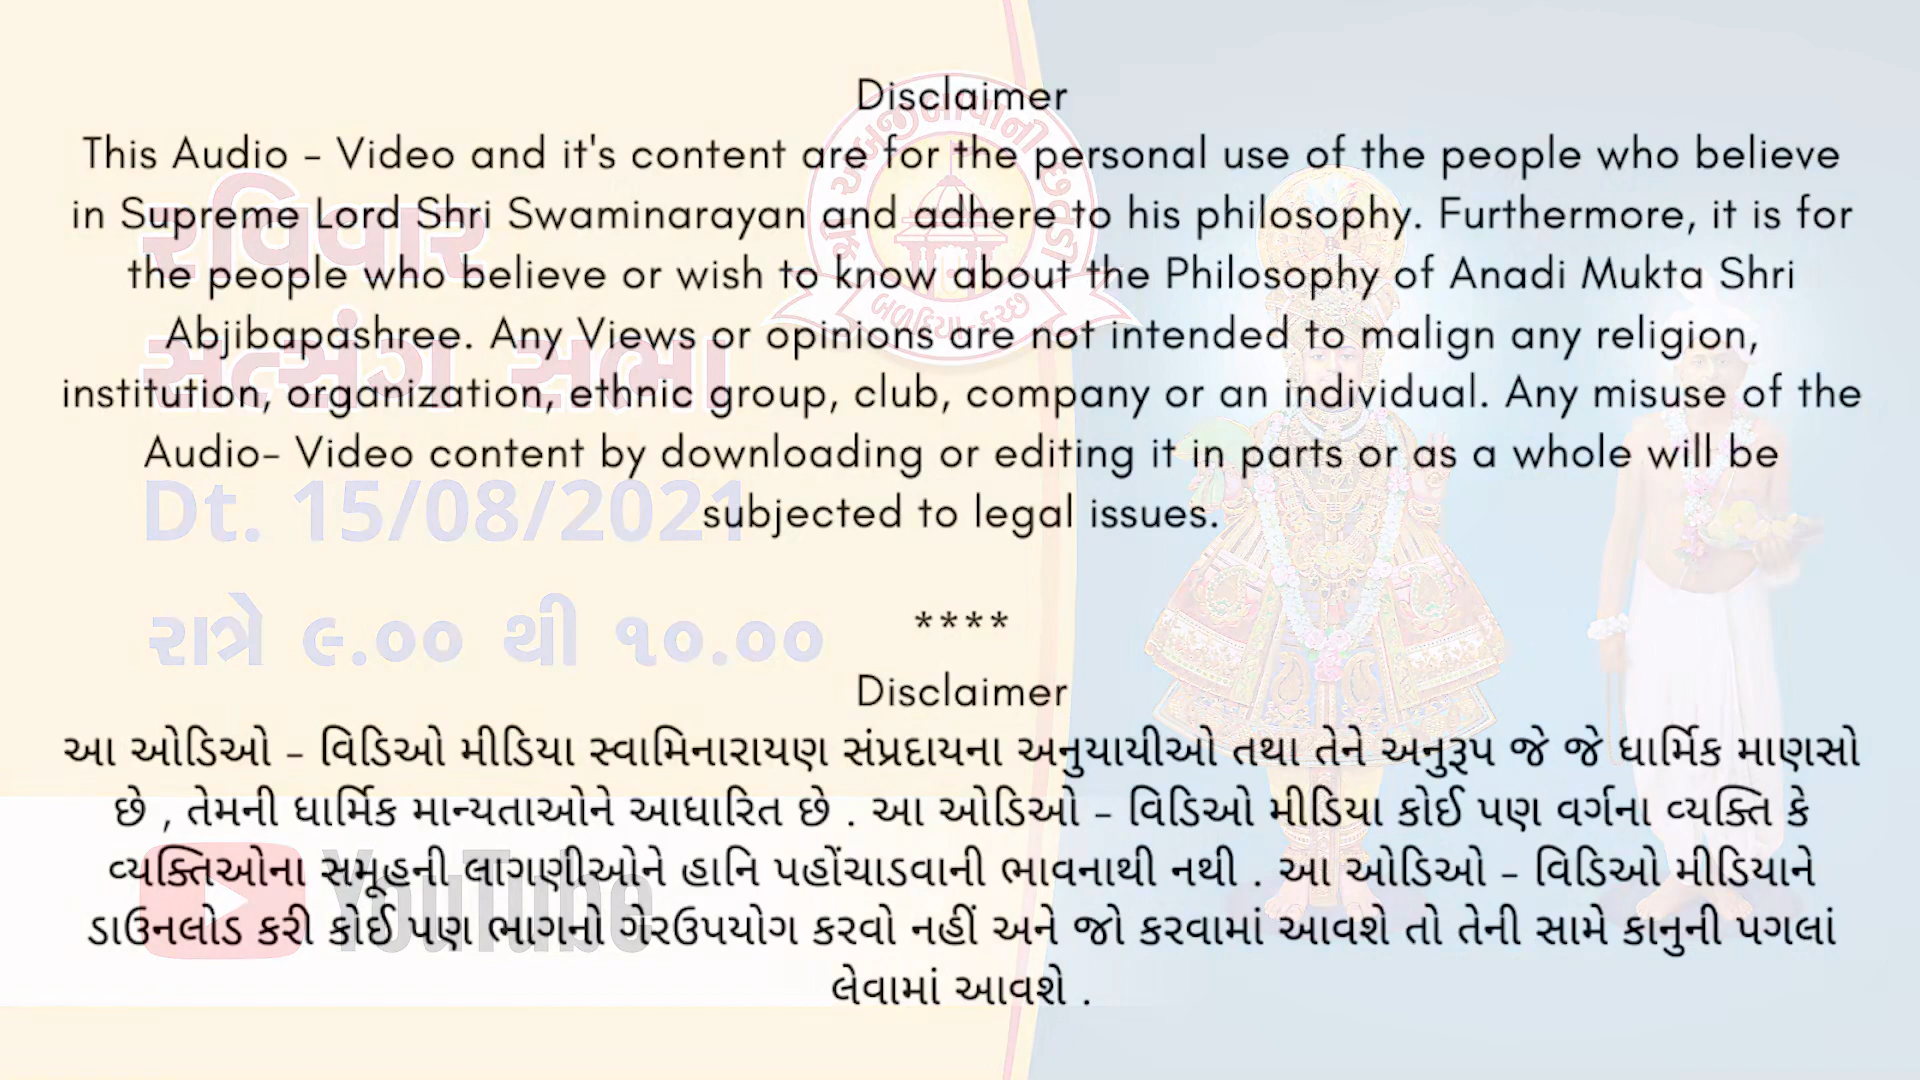 Disclaimer
This Audio - Video and it's content are for the personal use of the people who believe
in Supreme Lord Shri Swaminarayan and adhere to his philosophy. Furthermore, it is for
the people who believe or wish to know about the Philosophy of Anadi Mukta Shri
Abjibapashree. Any Views or opinions are not intended to malign any religion,
institution, organization, ethnic group, club, company or an individual. Any misuse of the
Audio- Video content by downloading or editing it in parts or as a whole will be
subjected to legal issues.
****
Disclaimer
આ ઓડિઓ - વિડિઓ મીડિયા સ્વામિનારાયણ સંપ્રદાયના અનુયાયીઓ તથા તેને અનુરૂપ જે જે ધાર્મિક માણસો
છે , તેમની ધાર્મિક માન્યતાઓને આધારિત છે . આ ઓડિઓ - વિડિઓ મીડિયા કોઈ પણ વર્ગના વ્યક્તિ કે
વ્યક્તિઓના સમૂહની લાગણીઓને હાનિ પહોંચાડવાની ભાવનાથી નથી . આ ઓડિઓ - વિડિઓ મીડિયાને
ડાઉનલોડ કરી કોઈ પણ ભાગનો ગેરઉપયોગ કરવો નહીં અને જો કરવામાં આવશે તો તેની સામે કાનુની પગલાં
લેવામાં આવશે .
રવિવાર
સત્સંગ સભા
Dt. 15/08/2021
રાત્રે ૯.૦૦ થી ૧૦.૦૦
YouTube
બળદિયા - કચ્છ